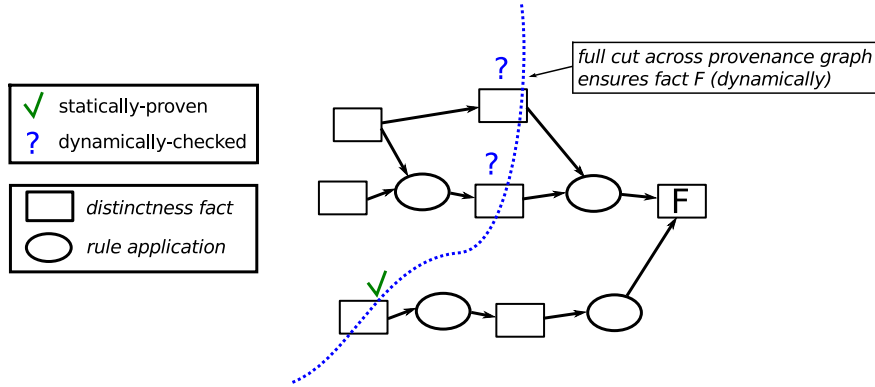 full cut across provenance graph
ensures fact F (dynamically)
?
statically-proven
? dynamically-checked
?
distinctness fact
rule application
F